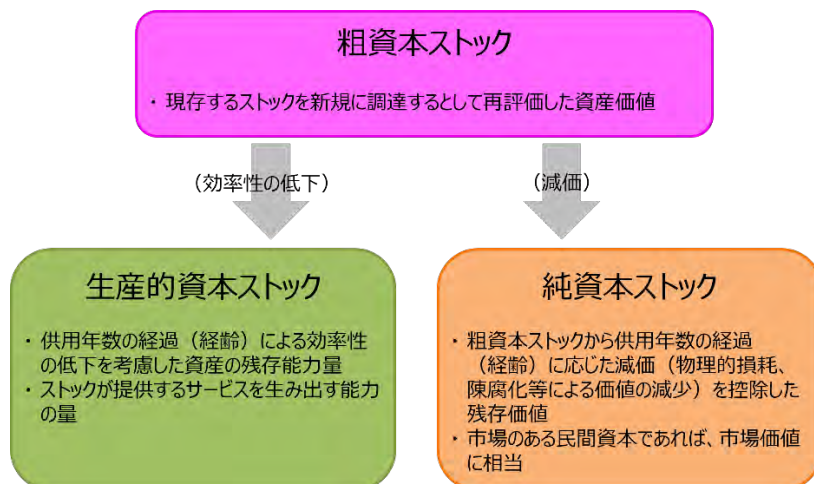 粗資本ストック
・ 現存するストックを新規に調達するとして再評価した資産価値
（効率性の低下）
（減価）
生産的資本ストック
・ 供用年数の経過（経齢）による効率性
の低下を考慮した資産の残存能力量
・ ストックが提供するサービスを生み出す能力
の量
純資本ストック
・ 粗資本ストックから供用年数の経過
（経齢）に応じた減価（物理的損耗、
陳腐化等による価値の減少）を控除した
残存価値
・ 市場のある民間資本であれば、市場価値
に相当